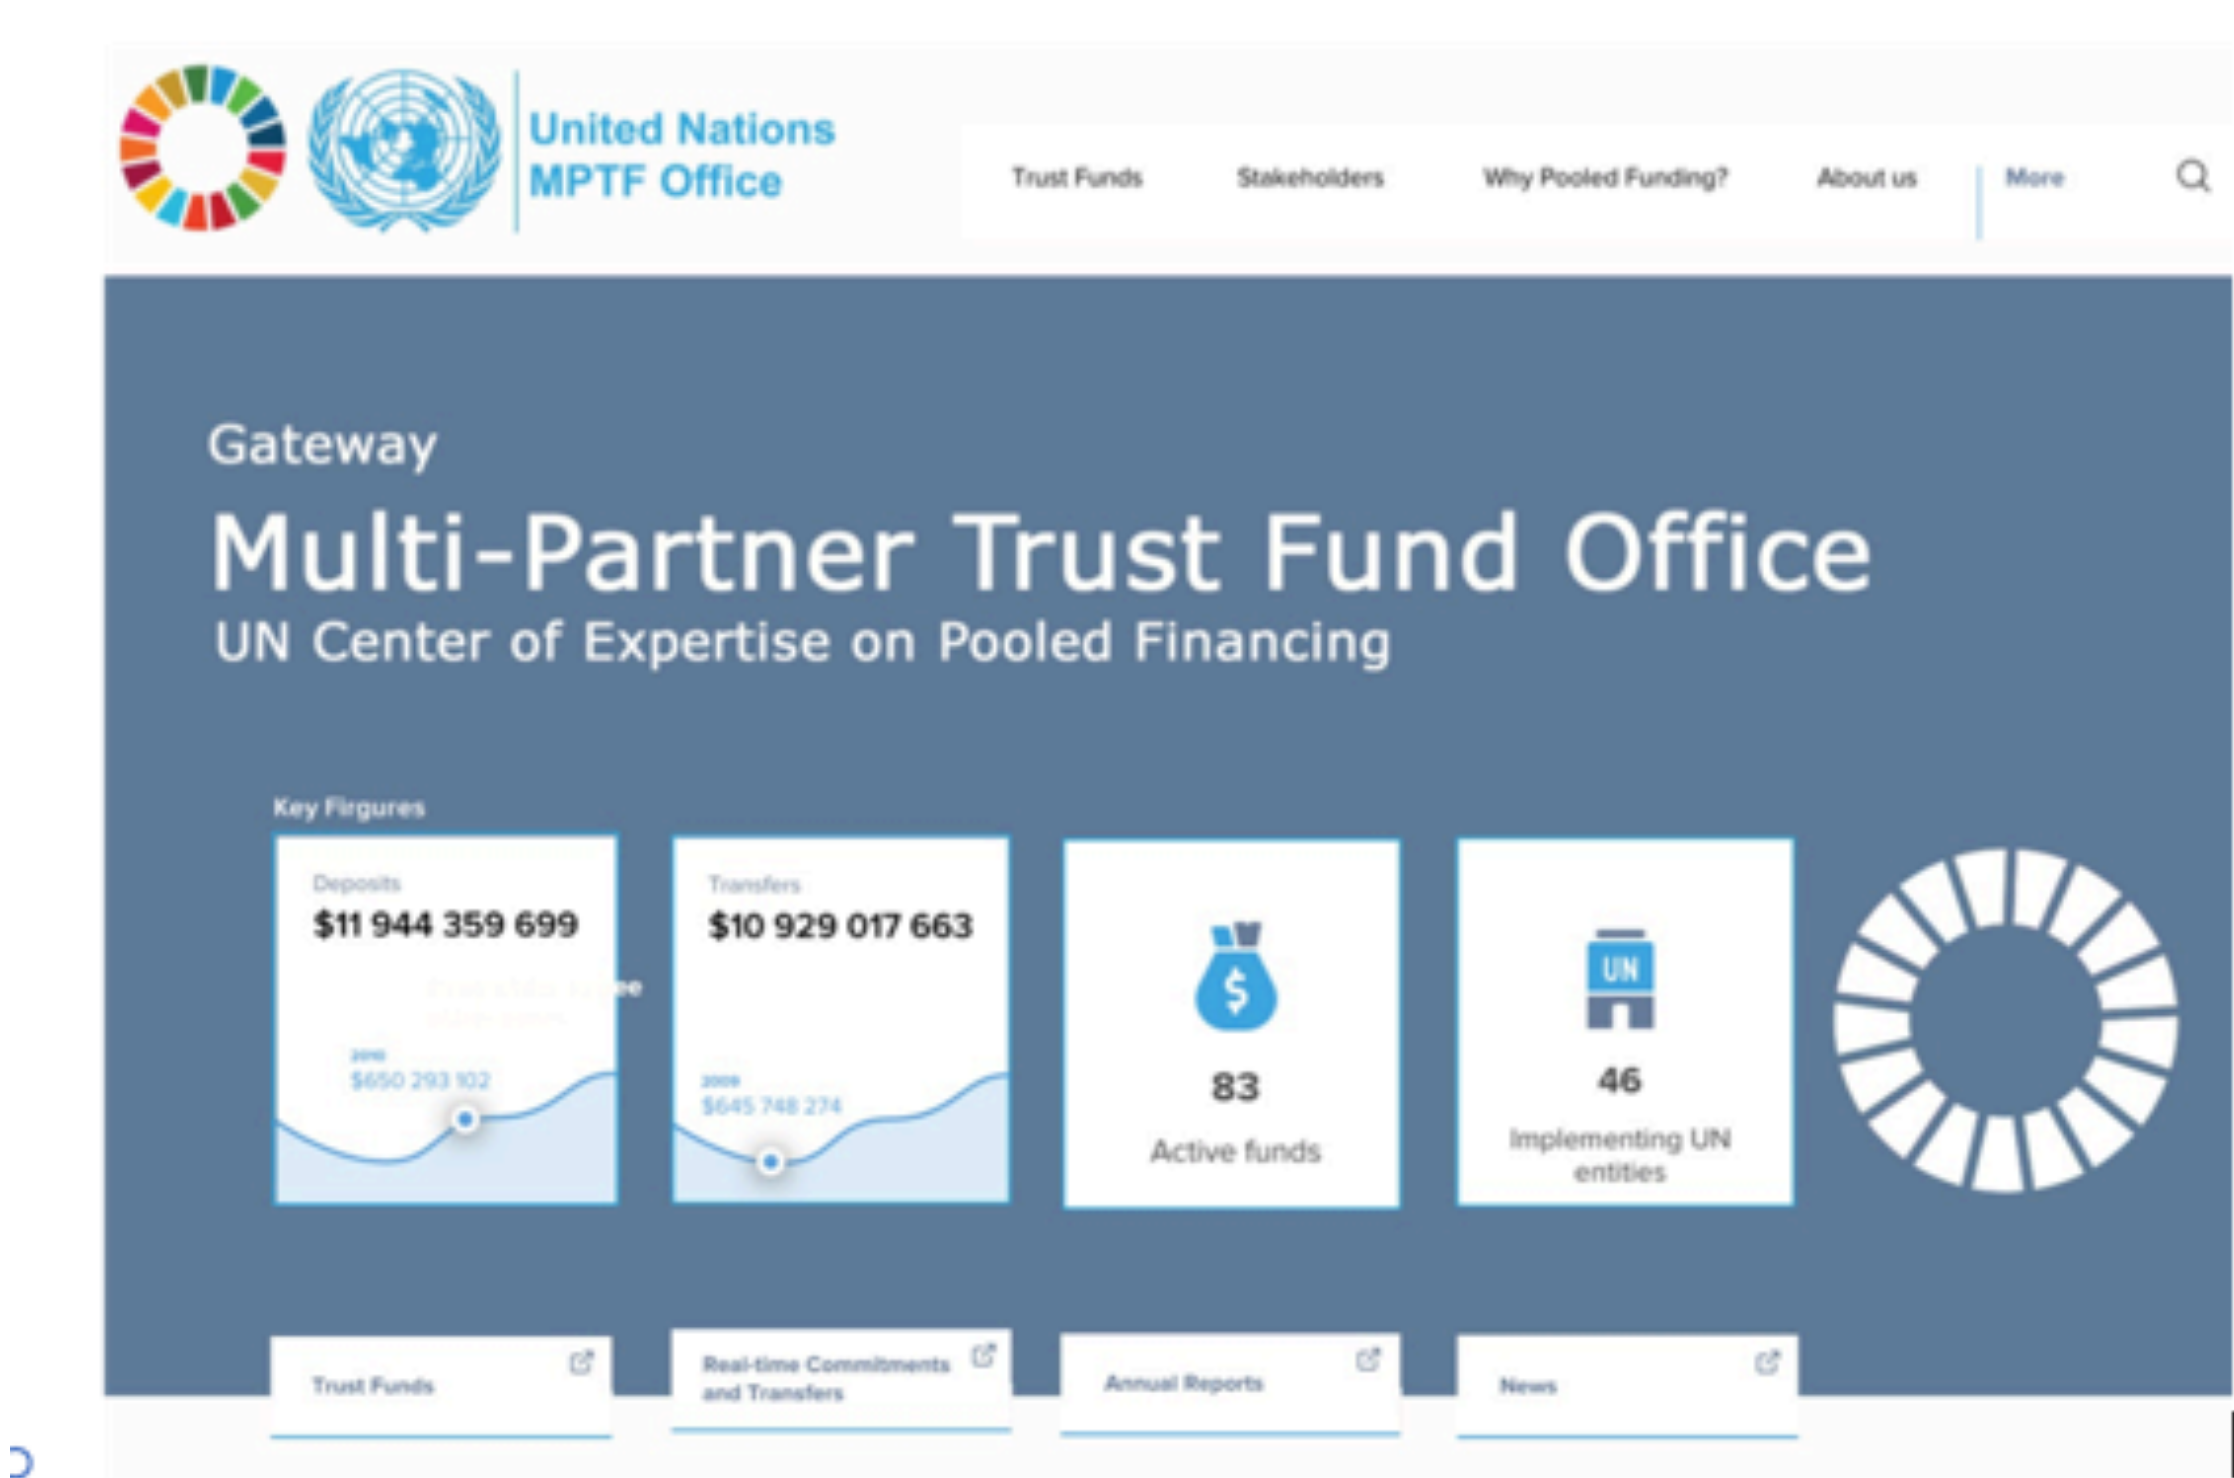 United Nations
MPTF Office
Trust Funds
Stakeholders
Why Pooled Funding?
About us
More
Gateway
Multi-Partner Trust Fund Office
UN Center of Expertise on Pooled Financing
Key Firgures
Deposits
$11 944 359 699
2010
$650 293 102
Transfers
$10 929 017 663
2009
$645 748 274
$
83
Active funds
UN
46
Implementing UN
entities
Trust Funds
Real-time Commitments
and Transfers
Annual Reports
News